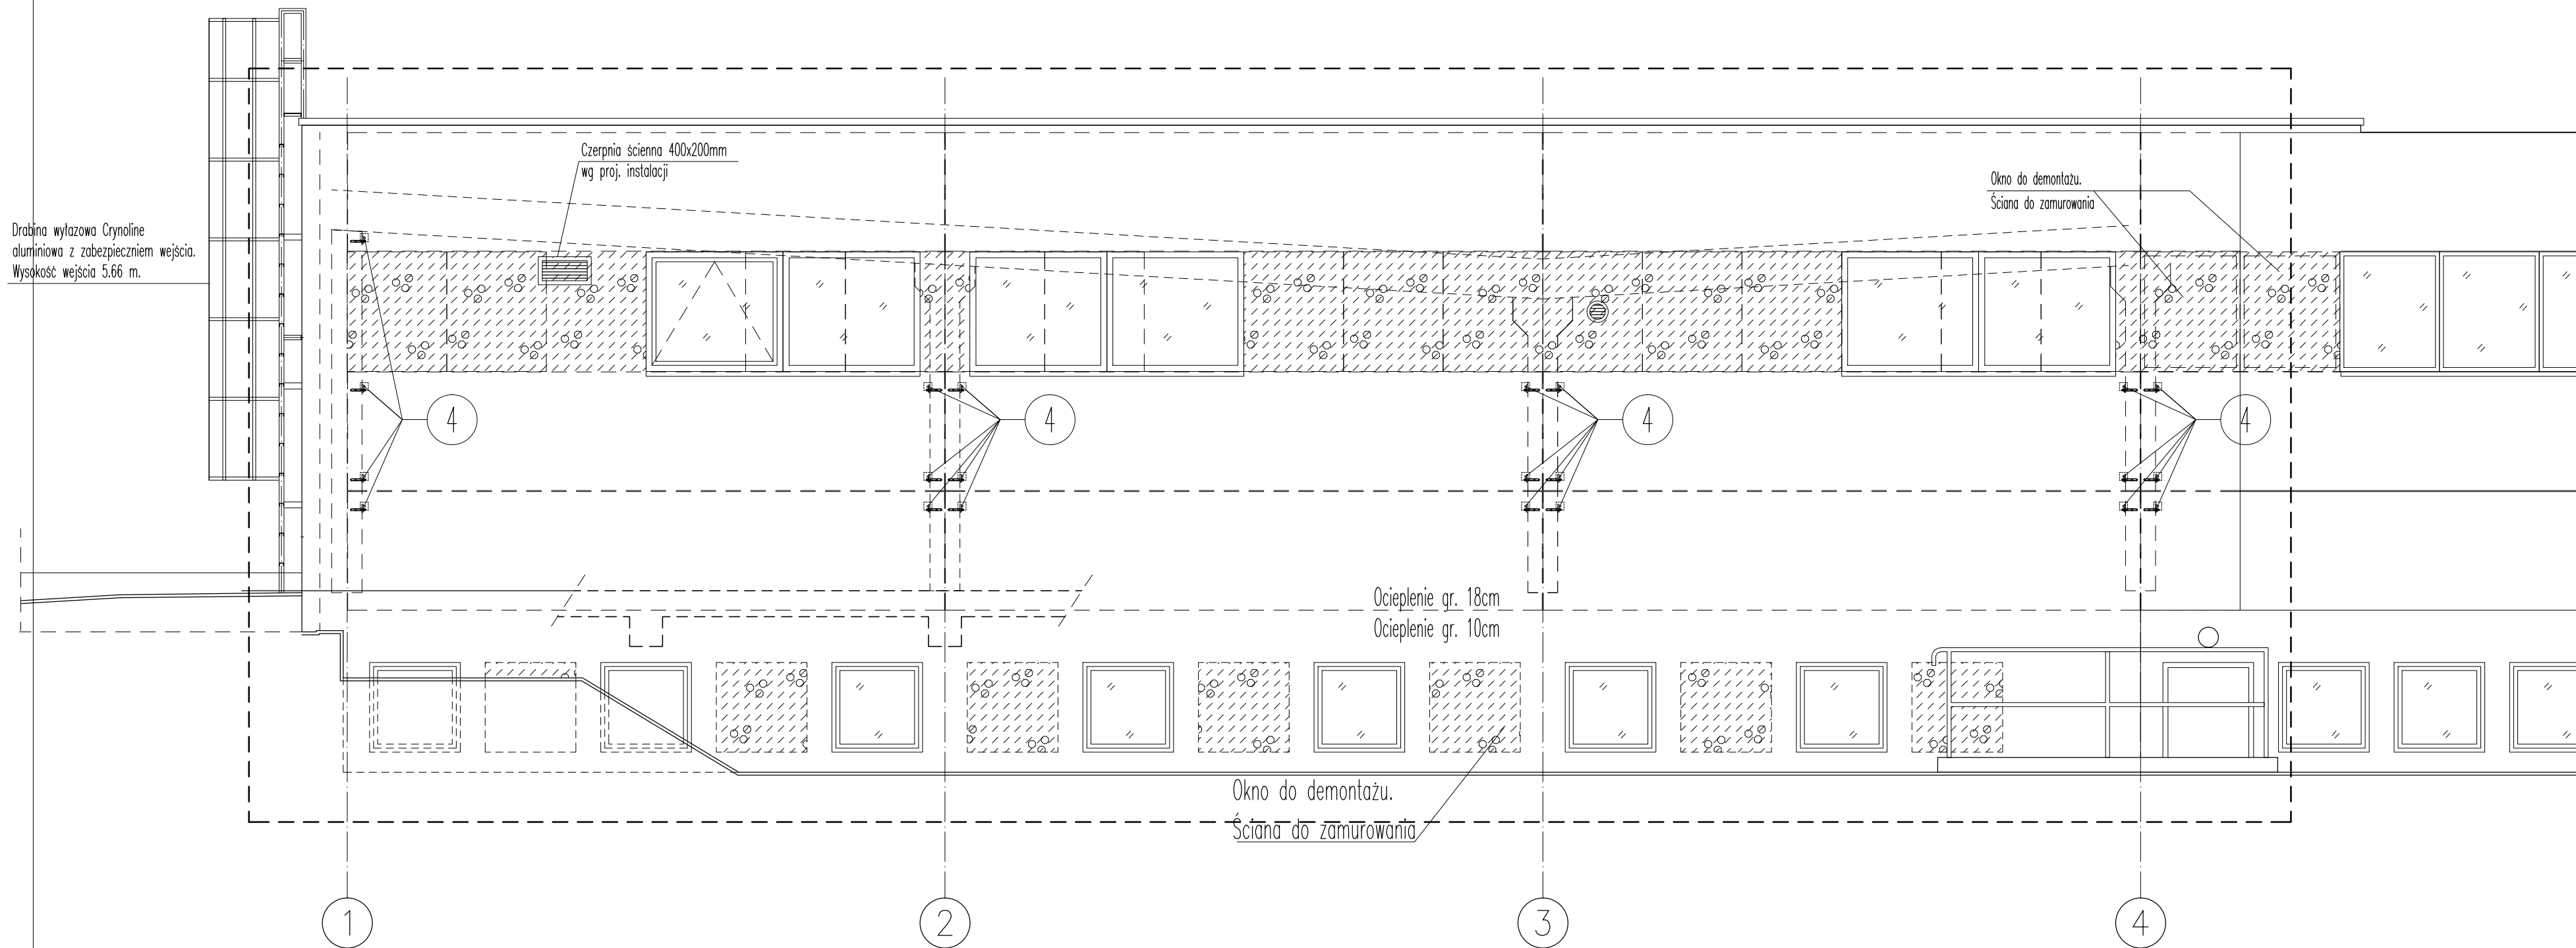 Czerpnia ścienna 400x200mm
wg proj. instalacji
Okno do demontażu.
Ściana do zamurowania
Drabina wyłazowa Crynoline
aluminiowa z zabezpieczniem wejścia.
Wysokość wejścia 5.66 m.
4
4
4
4
Ocieplenie gr. 18cm
Ocieplenie gr. 10cm
Okno do demontażu.
Ściana do zamurowania
1
2
3
4